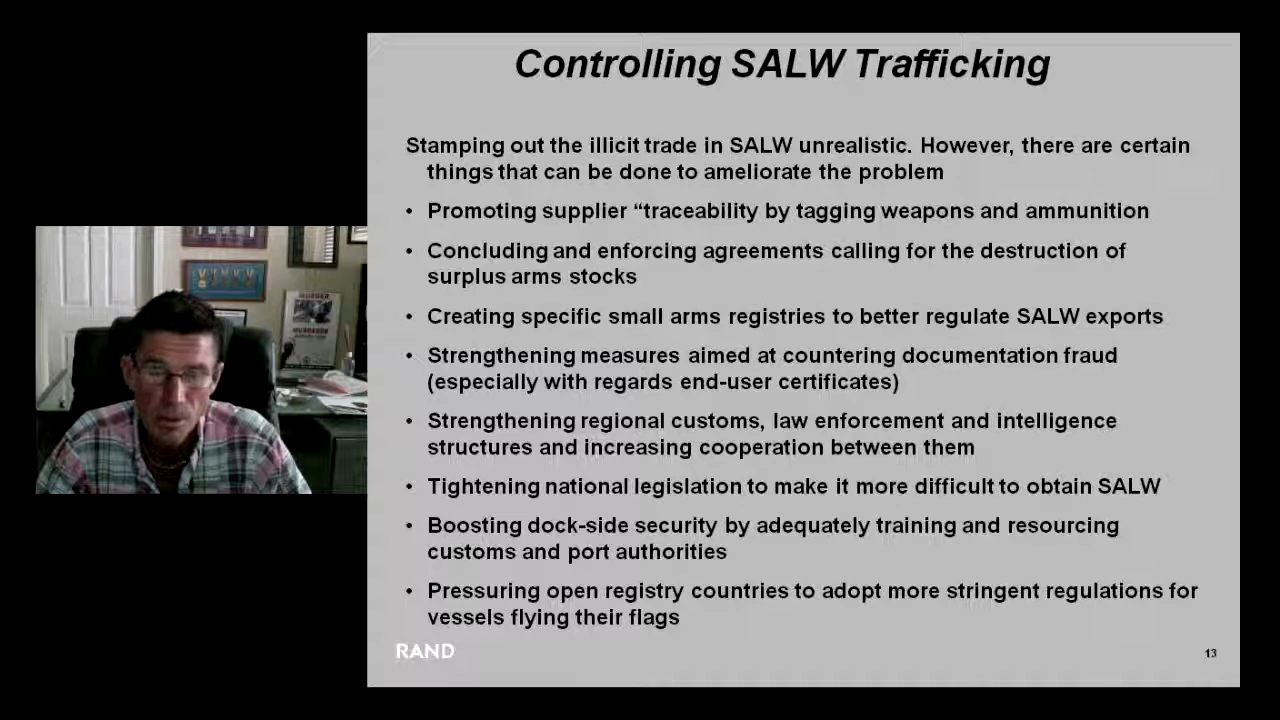 Controlling SALW Trafficking
Stamping out the illicit trade in SALW unrealistic. However, there are certain
things that can be done to ameliorate the problem
• Promoting supplier “traceability by tagging weapons and ammunition
• Concluding and enforcing agreements calling for the destruction of
surplus arms stocks
• Creating specific small arms registries to better regulate SALW exports
• Strengthening measures aimed at countering documentation fraud
(especially with regards end-user certificates)
• Strengthening regional customs, law enforcement and intelligence
structures and increasing cooperation between them
• Tightening national legislation to make it more difficult to obtain SALW
• Boosting dock-side security by adequately training and resourcing
customs and port authorities
• Pressuring open registry countries to adopt more stringent regulations for
vessels flying their flags
RAND
13
MURDER